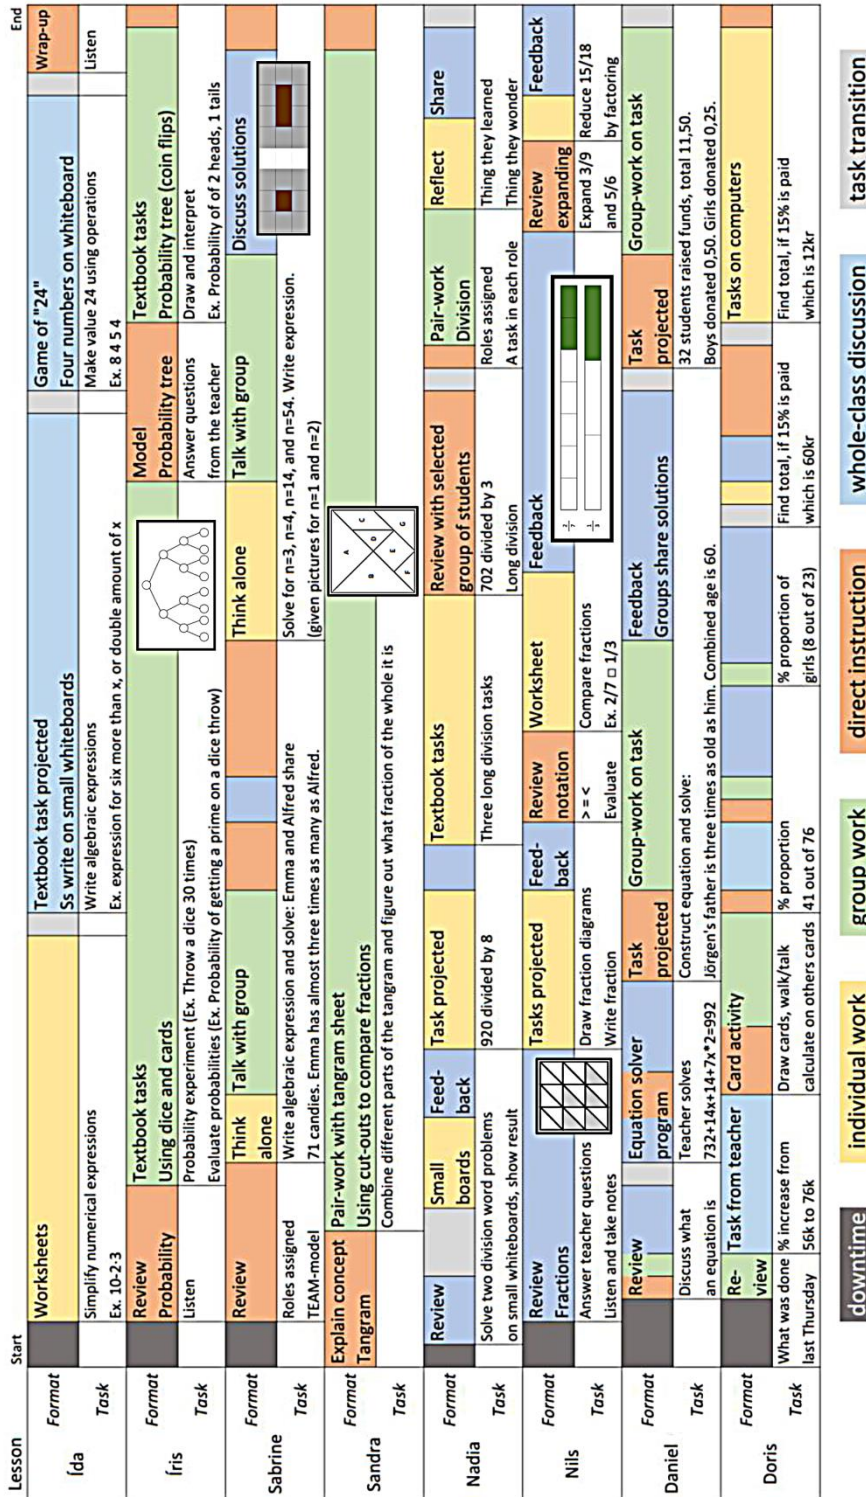 Lesson
Start
End
Ída
Format
Worksheets
Textbook task projected
Ss write on small whiteboards
Game of "24"
Four numbers on whiteboard
Wrap-up
Task
Simplify numerical expressions
Ex. 10-2·3
Write algebraic expressions
Ex. expression for six more than x, or double amount of x
Make value 24 using operations
Ex. 8 4 5 4
Listen
Íris
Format
Review
Probability
Textbook tasks
Using dice and cards
Model
Probability tree
Textbook tasks
Probability tree (coin flips)
Task
Listen
Probability experiment (Ex. Throw a dice 30 times)
Evaluate probabilities (Ex. Probability of getting a prime on a dice throw)
Answer questions
from the teacher
Draw and interpret
Ex. Probability of of 2 heads, 1 tails
Sabrine
Format
Review
Think
alone
Talk with group
Think alone
Talk with group
Discuss solutions
Task
Roles assigned
TEAM-model
Write algebraic expression and solve: Emma and Alfred share
71 candies. Emma has almost three times as many as Alfred.
Solve for n=3, n=4, n=14, and n=54. Write expression.
(given pictures for n=1 and n=2)
Sandra
Format
Explain concept
Tangram
Pair-work with tangram sheet
Using cut-outs to compare fractions
A
B
C
D
E
F
G
Task
Combine different parts of the tangram and figure out what fraction of the whole it is
Nadia
Format
Review
Small
boards
Feed-
back
Task projected
Textbook tasks
Review with selected
group of students
Pair-work
Division
Reflect
Share
Task
Solve two division word problems
on small whiteboards, show result
920 divided by 8
Three long division tasks
702 divided by 3
Long division
Roles assigned
A task in each role
Thing they learned
Thing they wonder
Nils
Format
Review
Fractions
Tasks projected
Feed-
back
Review
notation
Worksheet
Feedback
2/7
1/3
Review
expanding
Feedback
Task
Answer teacher questions
Listen and take notes
Draw fraction diagrams
Write fraction
> = <
Evaluate
Compare fractions
Ex. 2/7 □ 1/3
Expand 3/9
and 5/6
Reduce 15/18
by factoring
Daniel
Format
Review
Equation solver
program
Task
projected
Group-work on task
Feedback
Groups share solutions
Task
projected
Group-work on task
Task
Discuss what
an equation is
Teacher solves
732+14x+14+7x*2=992
Construct equation and solve:
Jörgen's father is three times as old as him. Combined age is 60.
32 students raised funds, total 11,50.
Boys donated 0,50. Girls donated 0,25.
Doris
Format
Re-
view
Task from teacher
Card activity
Tasks on computers
Task
What was done
last Thursday
% increase from
56k to 76k
Draw cards, walk/talk
calculate on others cards
% proportion
41 out of 76
% proportion of
girls (8 out of 23)
Find total, if 15% is paid
which is 60kr
Find total, if 15% is paid
which is 12kr
downtime
individual work
group work
direct instruction
whole-class discussion
task transition